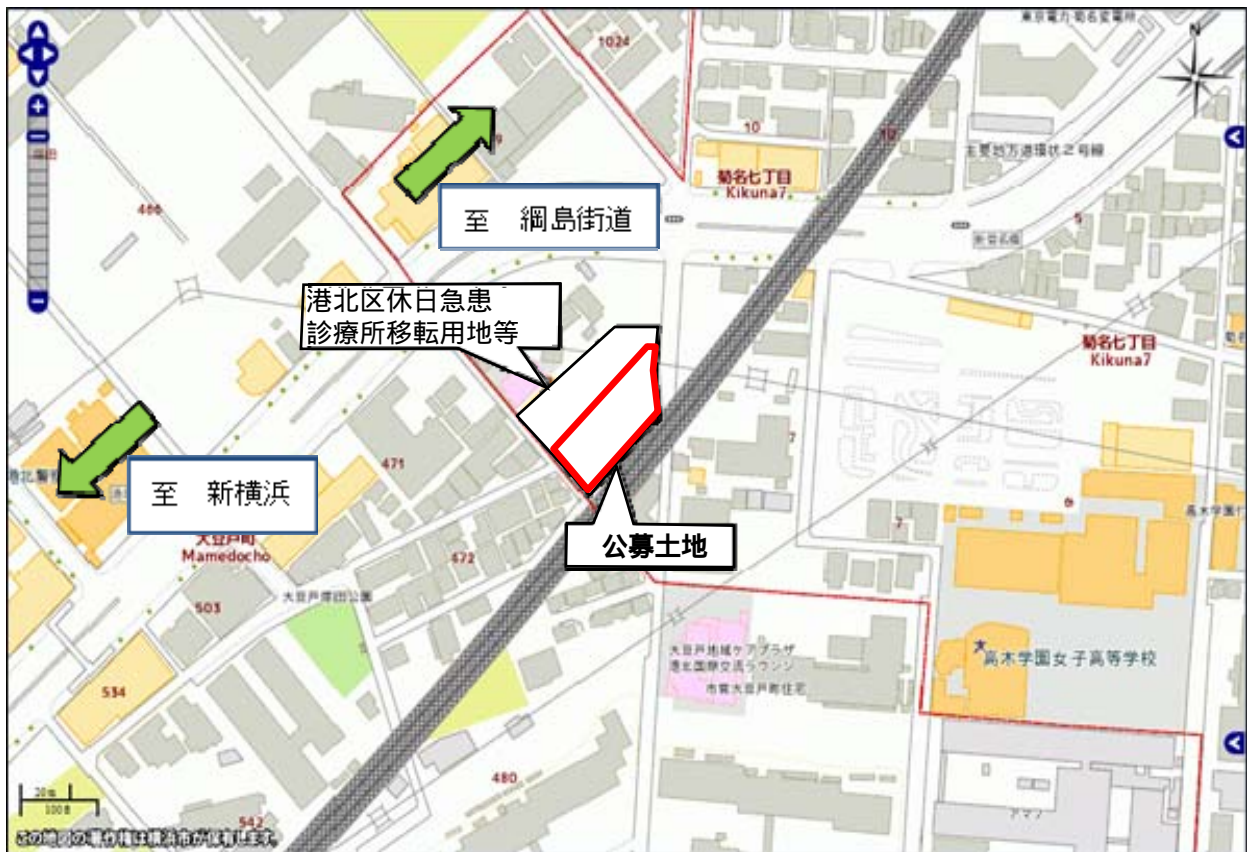 東京電力・菊名変電所
N
1024
10
主要地方道環状2号線
菊名七丁目
Kikuna7
466
至 綱島街道
5
港北区休日急患
診療所移転用地等
菊名七丁目
Kikuna7
471
7
至 新横浜
公募土地
大豆戸町
Mamedocho
472
7
6
503
大豆戸地域ケアプラザ
港北国際交流ラウンジ
高木学園女子高等学校
市営大豆戸町住宅
534
480
20m
100ft
アマノ
542
この地図の著作権は横浜市が保有します。